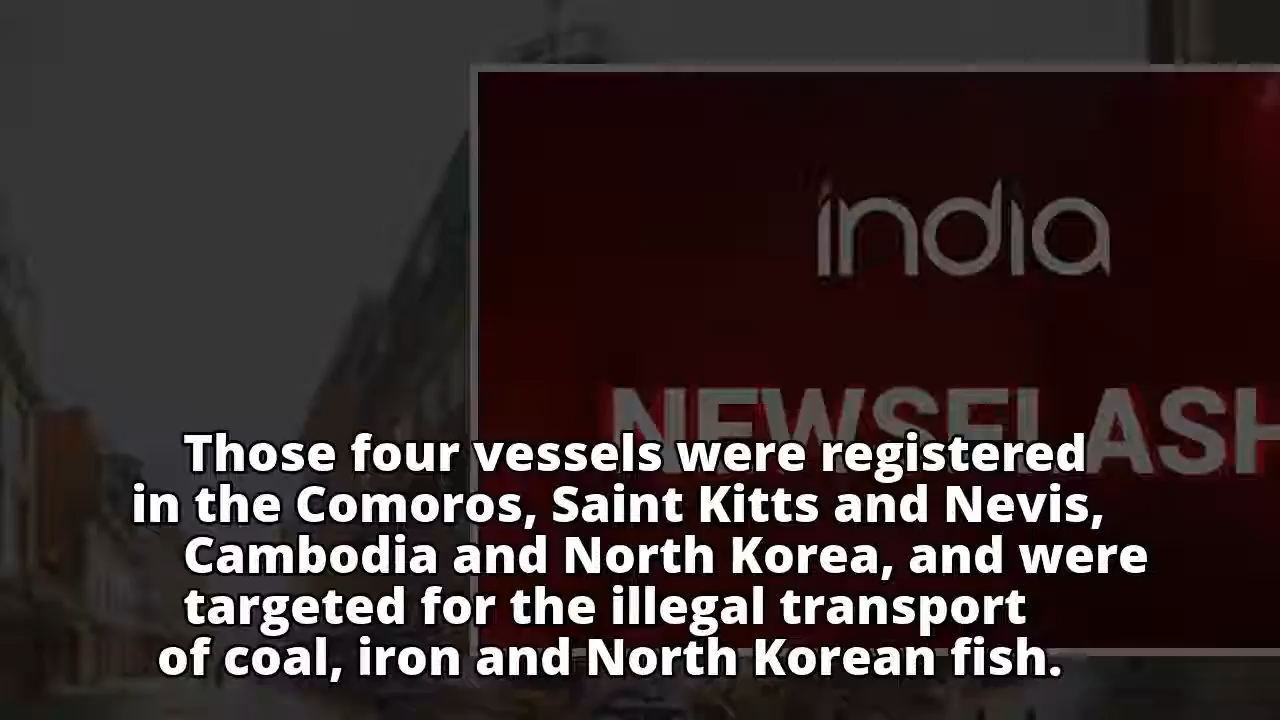 india
NEWSFLASH
Those four vessels were registered
in the Comoros, Saint Kitts and Nevis,
Cambodia and North Korea, and were
targeted for the illegal transport
of coal, iron and North Korean fish.